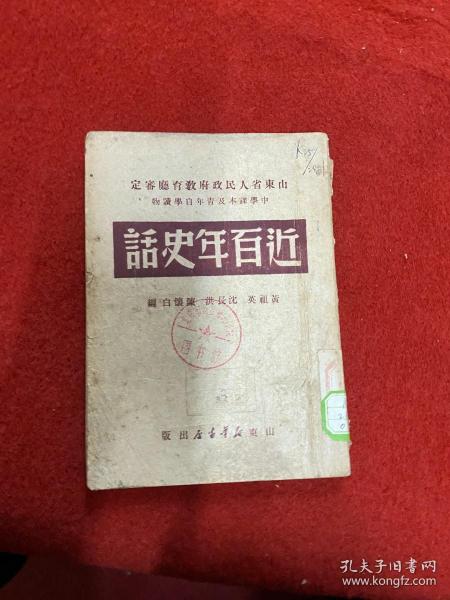 山東省人民政府教育廳審定
中學課本及青年自學讀物
近百年史話
黃祖英 沈長洪 陳懷白 編
山東新華書店出版
K25/
孔夫子旧书网
www.kongfz.com